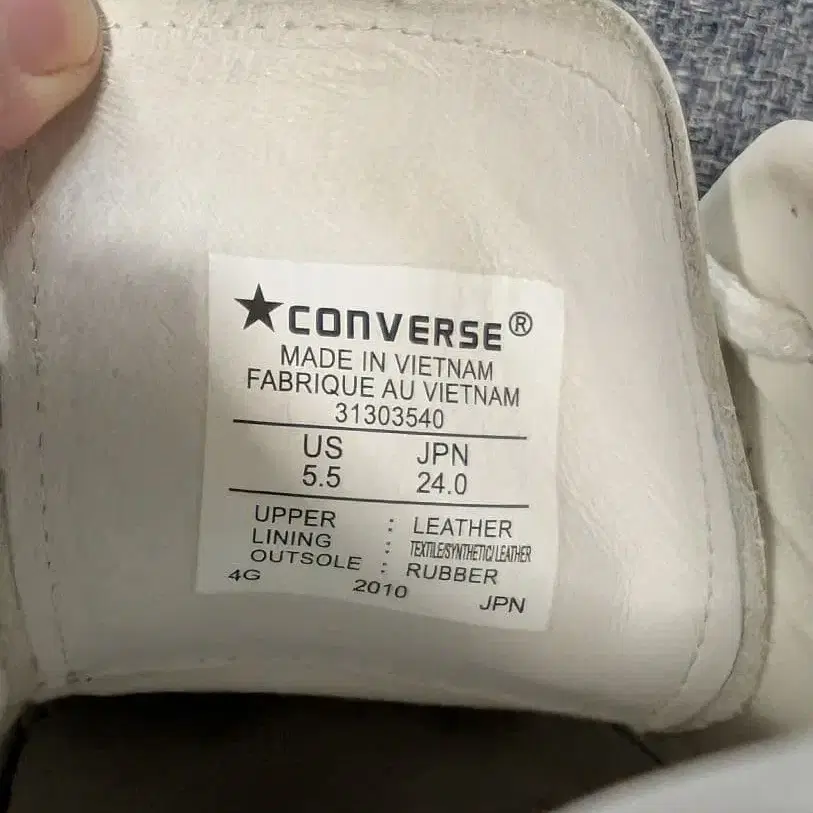 ★CONVERSE®
MADE IN VIETNAM
FABRIQUE AU VIETNAM
31303540
US JPN
5.5 24.0
UPPER : LEATHER
LINING : TEXTILE/SYNTHETIC/LEATHER
OUTSOLE : RUBBER
4G 2010 JPN